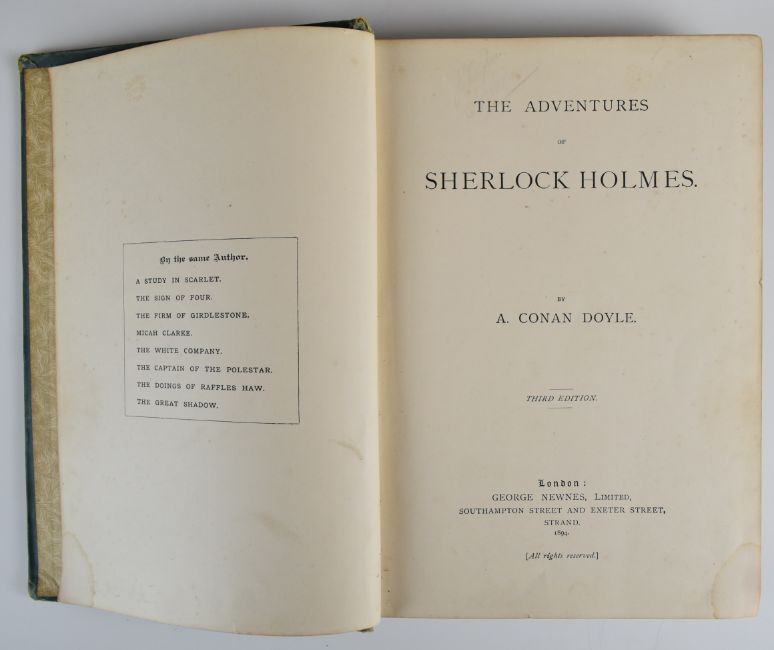 By the same Author.
A STUDY IN SCARLET.
THE SIGN OF FOUR.
THE FIRM OF GIRDLESTONE.
MICAH CLARKE.
THE WHITE COMPANY.
THE CAPTAIN OF THE POLESTAR.
THE DOINGS OF RAFFLES HAW.
THE GREAT SHADOW.
THE ADVENTURES
OF
SHERLOCK HOLMES.
BY
A. CONAN DOYLE.
THIRD EDITION.
London:
GEORGE NEWNES, LIMITED,
SOUTHAMPTON STREET AND EXETER STREET,
STRAND.
1894.
[All rights reserved.]